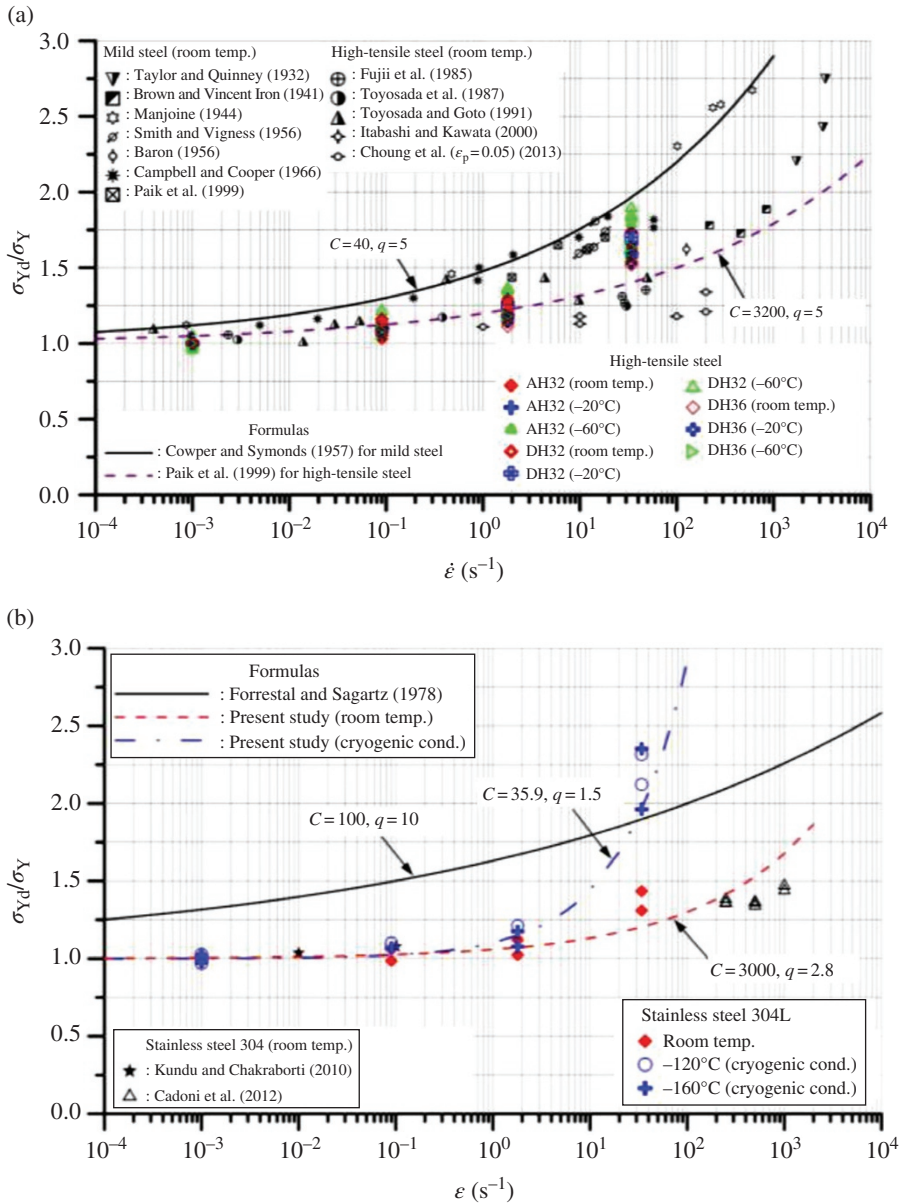 (a)
3.0
2.5
2.0
1.5
1.0
0.5
0.0
σYd/σY
Mild steel (room temp.)
: Taylor and Quinney (1932)
: Brown and Vincent Iron (1941)
: Manjoine (1944)
: Smith and Vigness (1956)
: Baron (1956)
: Campbell and Cooper (1966)
: Paik et al. (1999)
High-tensile steel (room temp.)
: Fujii et al. (1985)
: Toyosada et al. (1987)
: Toyosada and Goto (1991)
: Itabashi and Kawata (2000)
: Choung et al. (εp=0.05) (2013)
C=40, q=5
C=3200, q=5
High-tensile steel
AH32 (room temp.)
AH32 (–20°C)
AH32 (–60°C)
DH32 (room temp.)
DH32 (–20°C)
DH32 (–60°C)
DH36 (room temp.)
DH36 (–20°C)
DH36 (–60°C)
Formulas
: Cowper and Symonds (1957) for mild steel
: Paik et al. (1999) for high-tensile steel
10–4 10–3 10–2 10–1 100 101 102 103 104
ε̇ (s–1)
(b)
3.0
2.5
2.0
1.5
1.0
0.5
0.0
σYd/σY
Formulas
: Forrestal and Sagartz (1978)
: Present study (room temp.)
: Present study (cryogenic cond.)
C=100, q=10
C=35.9, q=1.5
C=3000, q=2.8
Stainless steel 304 (room temp.)
: Kundu and Chakraborti (2010)
: Cadoni et al. (2012)
Stainless steel 304L
Room temp.
–120°C (cryogenic cond.)
–160°C (cryogenic cond.)
10–4 10–3 10–2 10–1 100 101 102 103 104
ε (s–1)